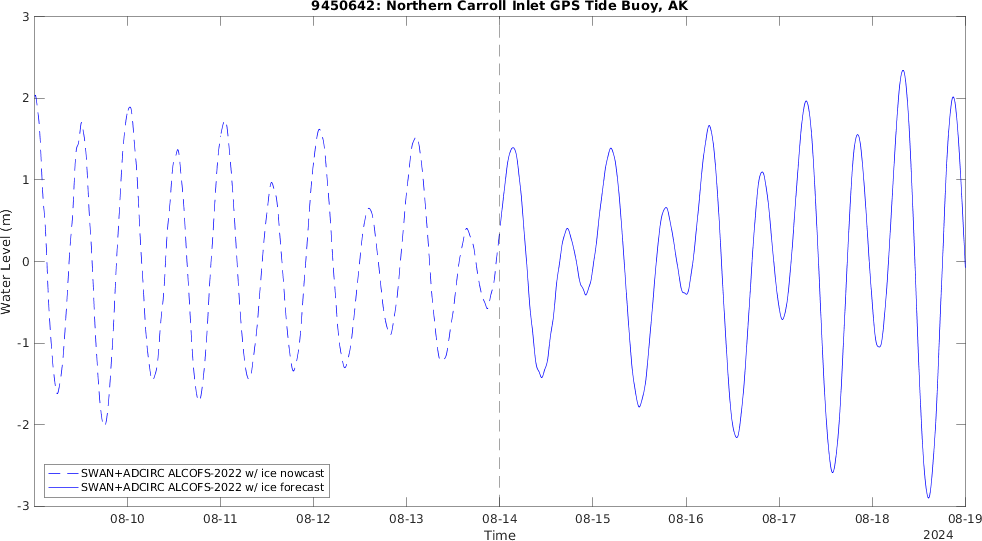 9450642: Northern Carroll Inlet GPS Tide Buoy, AK
3
2
1
0
-1
-2
-3
Water Level (m)
SWAN+ADCIRC ALCOFS-2022 w/ ice nowcast
SWAN+ADCIRC ALCOFS-2022 w/ ice forecast
08-10 08-11 08-12 08-13 08-14 08-15 08-16 08-17 08-18 08-19
Time 2024